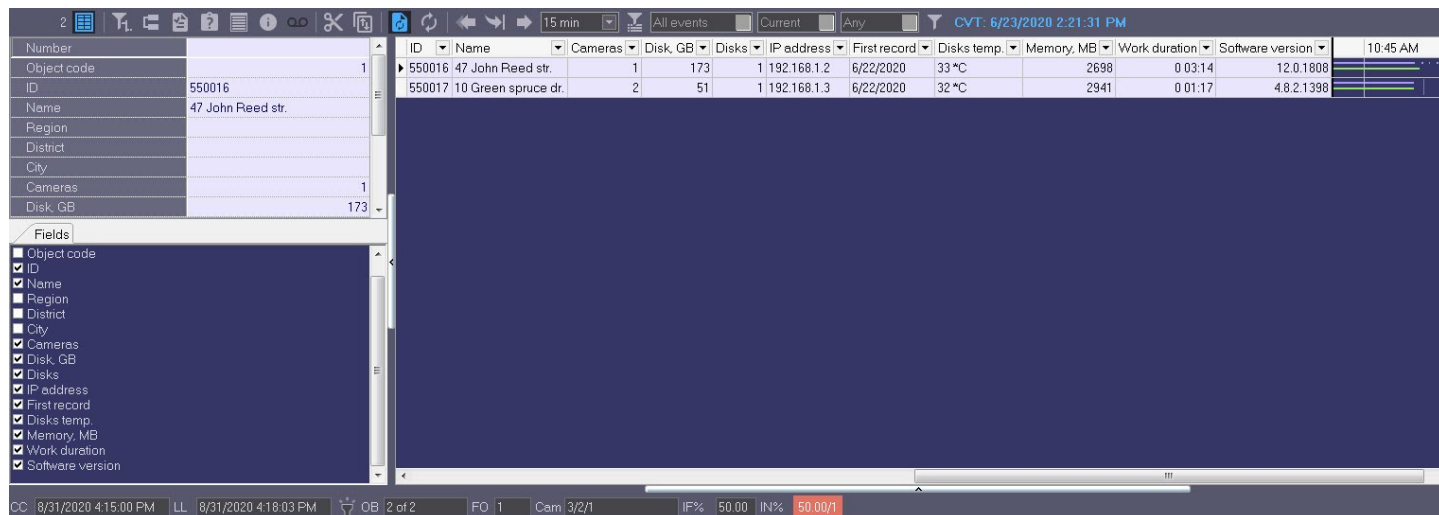 2 15 min All events Current Any CVT: 6/23/2020 2:21:31 PM
Number
Object code 1
ID 550016
Name 47 John Reed str.
Region
District
City
Cameras 1
Disk, GB 173
Fields
Object code
ID
Name
Region
District
City
Cameras
Disk, GB
Disks
IP address
First record
Disks temp.
Memory, MB
Work duration
Software version
ID Name Cameras Disk, GB Disks IP address First record Disks temp. Memory, MB Work duration Software version 10:45 AM
550016 47 John Reed str. 1 173 1 192.168.1.2 6/22/2020 33 *C 2698 0 03:14 12.0.1808
550017 10 Green spruce dr. 2 51 1 192.168.1.3 6/22/2020 32 *C 2941 0 01:17 4.8.2.1398
CC 8/31/2020 4:15:00 PM LL 8/31/2020 4:18:03 PM OB 2 of 2 FO 1 Cam 3/2/1 IF% 50.00 IN% 50.00/1